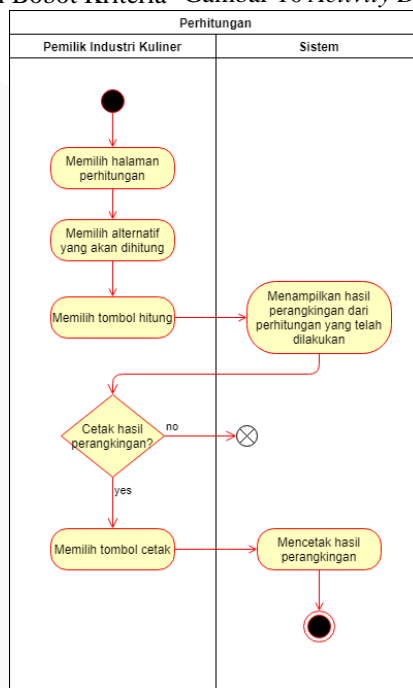 Bobot Kriteria Gambar 10 Activity D
Perhitungan
Pemilik Industri Kuliner
Sistem
Memilih halaman
perhitungan
Memilih alternatif
yang akan dihitung
Memilih tombol hitung
Menampilkan hasil
perangkingan dari
perhitungan yang telah
dilakukan
Cetak hasil
perangkingan?
no
yes
Memilih tombol cetak
Mencetak hasil
perangkingan